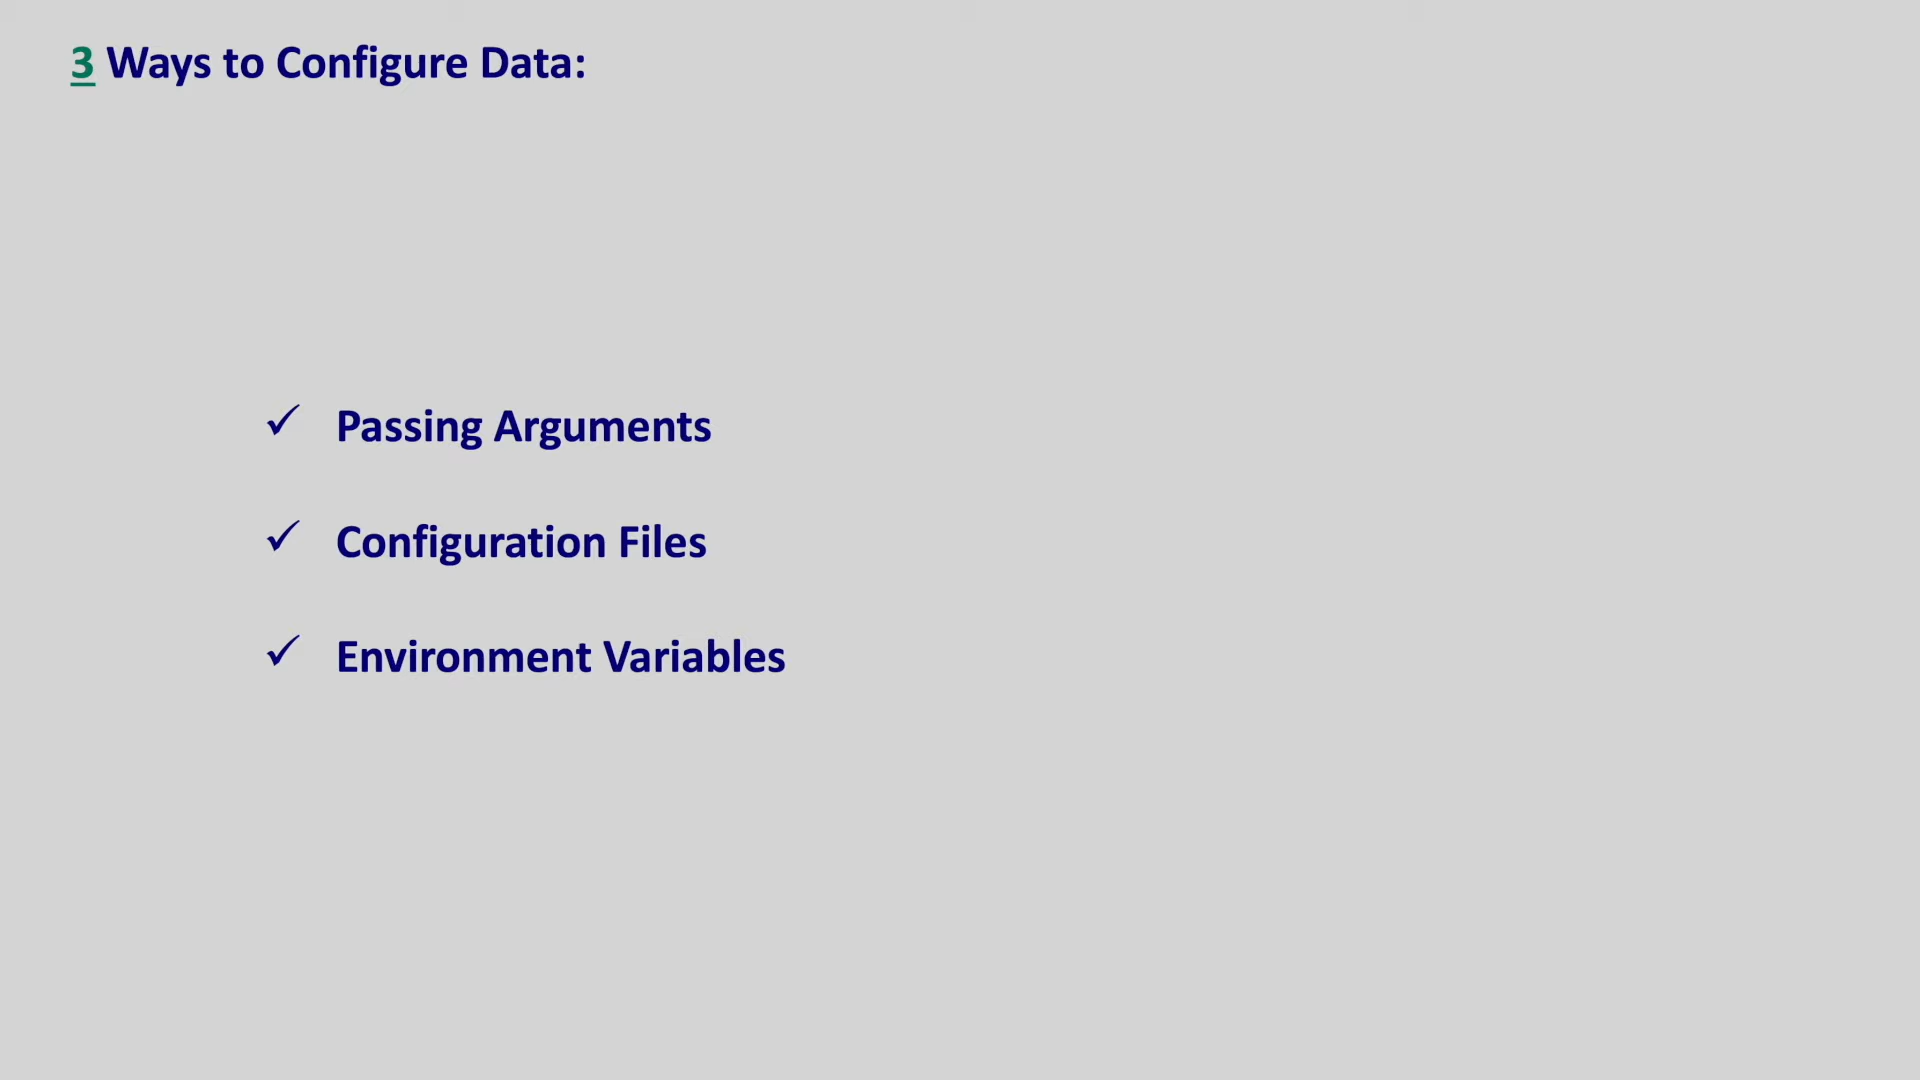 3 Ways to Configure Data:
✓ Passing Arguments
✓ Configuration Files
✓ Environment Variables